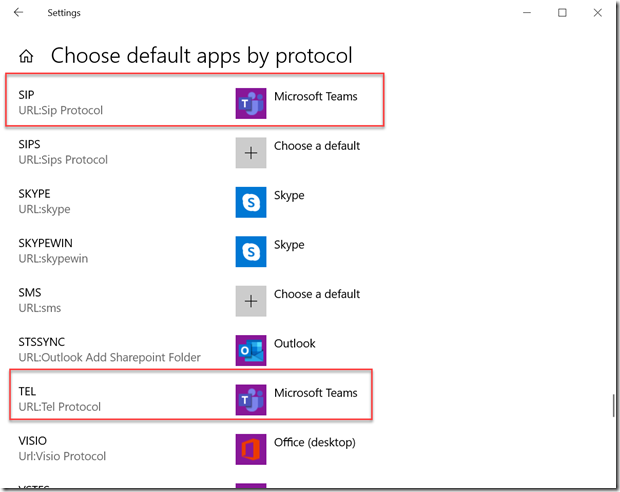 Settings
Choose default apps by protocol
SIP
URL:Sip Protocol
Microsoft Teams
SIPS
URL:Sips Protocol
Choose a default
SKYPE
URL:skype
Skype
SKYPEWIN
URL:skypewin
Skype
SMS
URL:sms
Choose a default
STSSYNC
URL:Outlook Add Sharepoint Folder
Outlook
TEL
URL:Tel Protocol
Microsoft Teams
VISIO
Url:Visio Protocol
Office (desktop)